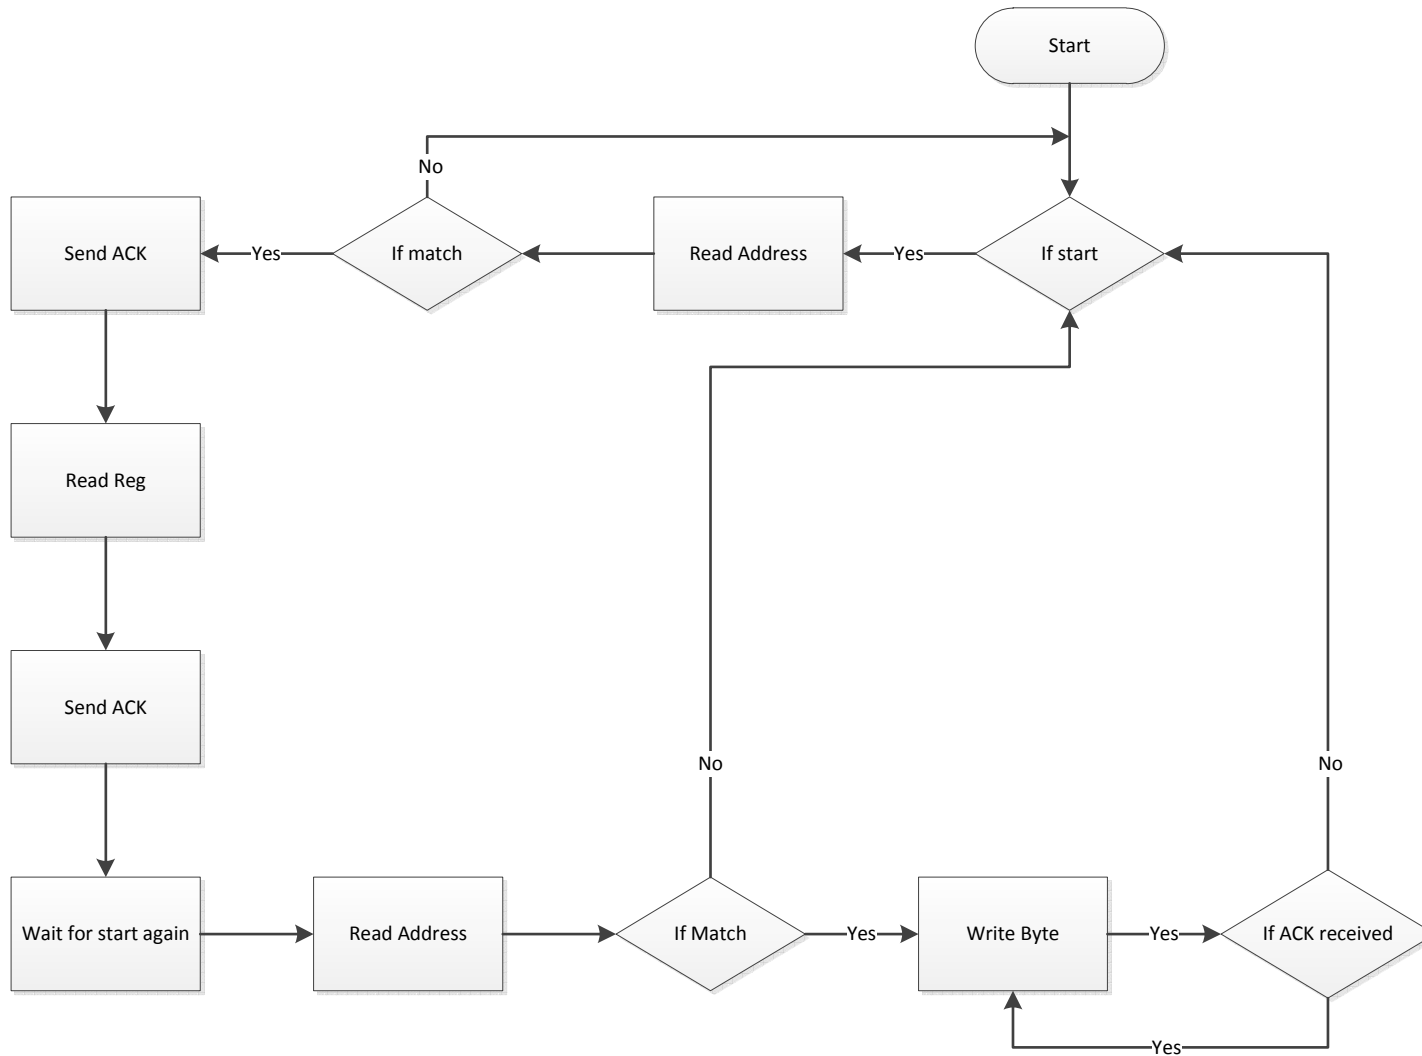 Start
No
Send ACK
Yes
If match
Read Address
Yes
If start
Read Reg
Send ACK
No
No
Wait for start again
Read Address
If Match
Yes
Write Byte
Yes
If ACK received
Yes